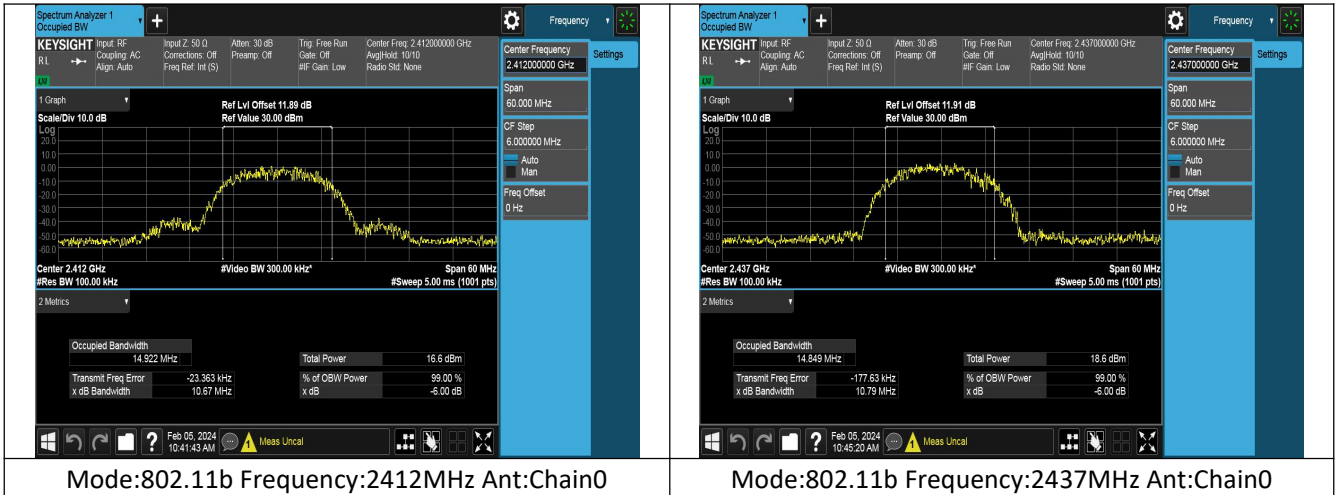 Spectrum Analyzer 1
Occupied BW
+
Frequency
KEYSIGHT
RL
Input: RF
Coupling: AC
Align: Auto
Input Z: 50 Ω
Corrections: Off
Freq Ref: Int (S)
Atten: 30 dB
Preamp: Off
Trig: Free Run
Gate: Off
#IF Gain: Low
Center Freq: 2.412000000 GHz
Avg|Hold: 10/10
Radio Std: None
Center Frequency
2.412000000 GHz
Settings
Span
60.000 MHz
CF Step
6.000000 MHz
Auto
Man
Freq Offset
0 Hz
1 Graph
Scale/Div 10.0 dB
Ref Lvl Offset 11.89 dB
Ref Value 30.00 dBm
Log
20.0
10.0
0.00
-10.0
-20.0
-30.0
-40.0
-50.0
-60.0
Center 2.412 GHz
#Res BW 100.00 kHz
#Video BW 300.00 kHz*
Span 60 MHz
#Sweep 5.00 ms (1001 pts)
2 Metrics
Occupied Bandwidth
14.922 MHz
Total Power 16.6 dBm
Transmit Freq Error -23.363 kHz
% of OBW Power 99.00 %
x dB Bandwidth 10.67 MHz
x dB -6.00 dB
?
Feb 05, 2024
10:41:43 AM
Meas Uncal
Mode:802.11b Frequency:2412MHz Ant:Chain0
Spectrum Analyzer 1
Occupied BW
+
Frequency
KEYSIGHT
RL
Input: RF
Coupling: AC
Align: Auto
Input Z: 50 Ω
Corrections: Off
Freq Ref: Int (S)
Atten: 30 dB
Preamp: Off
Trig: Free Run
Gate: Off
#IF Gain: Low
Center Freq: 2.437000000 GHz
Avg|Hold: 10/10
Radio Std: None
Center Frequency
2.437000000 GHz
Settings
Span
60.000 MHz
CF Step
6.000000 MHz
Auto
Man
Freq Offset
0 Hz
1 Graph
Scale/Div 10.0 dB
Ref Lvl Offset 11.91 dB
Ref Value 30.00 dBm
Log
20.0
10.0
0.00
-10.0
-20.0
-30.0
-40.0
-50.0
-60.0
Center 2.437 GHz
#Res BW 100.00 kHz
#Video BW 300.00 kHz*
Span 60 MHz
#Sweep 5.00 ms (1001 pts)
2 Metrics
Occupied Bandwidth
14.849 MHz
Total Power 18.6 dBm
Transmit Freq Error -177.63 kHz
% of OBW Power 99.00 %
x dB Bandwidth 10.79 MHz
x dB -6.00 dB
?
Feb 05, 2024
10:45:20 AM
Meas Uncal
Mode:802.11b Frequency:2437MHz Ant:Chain0